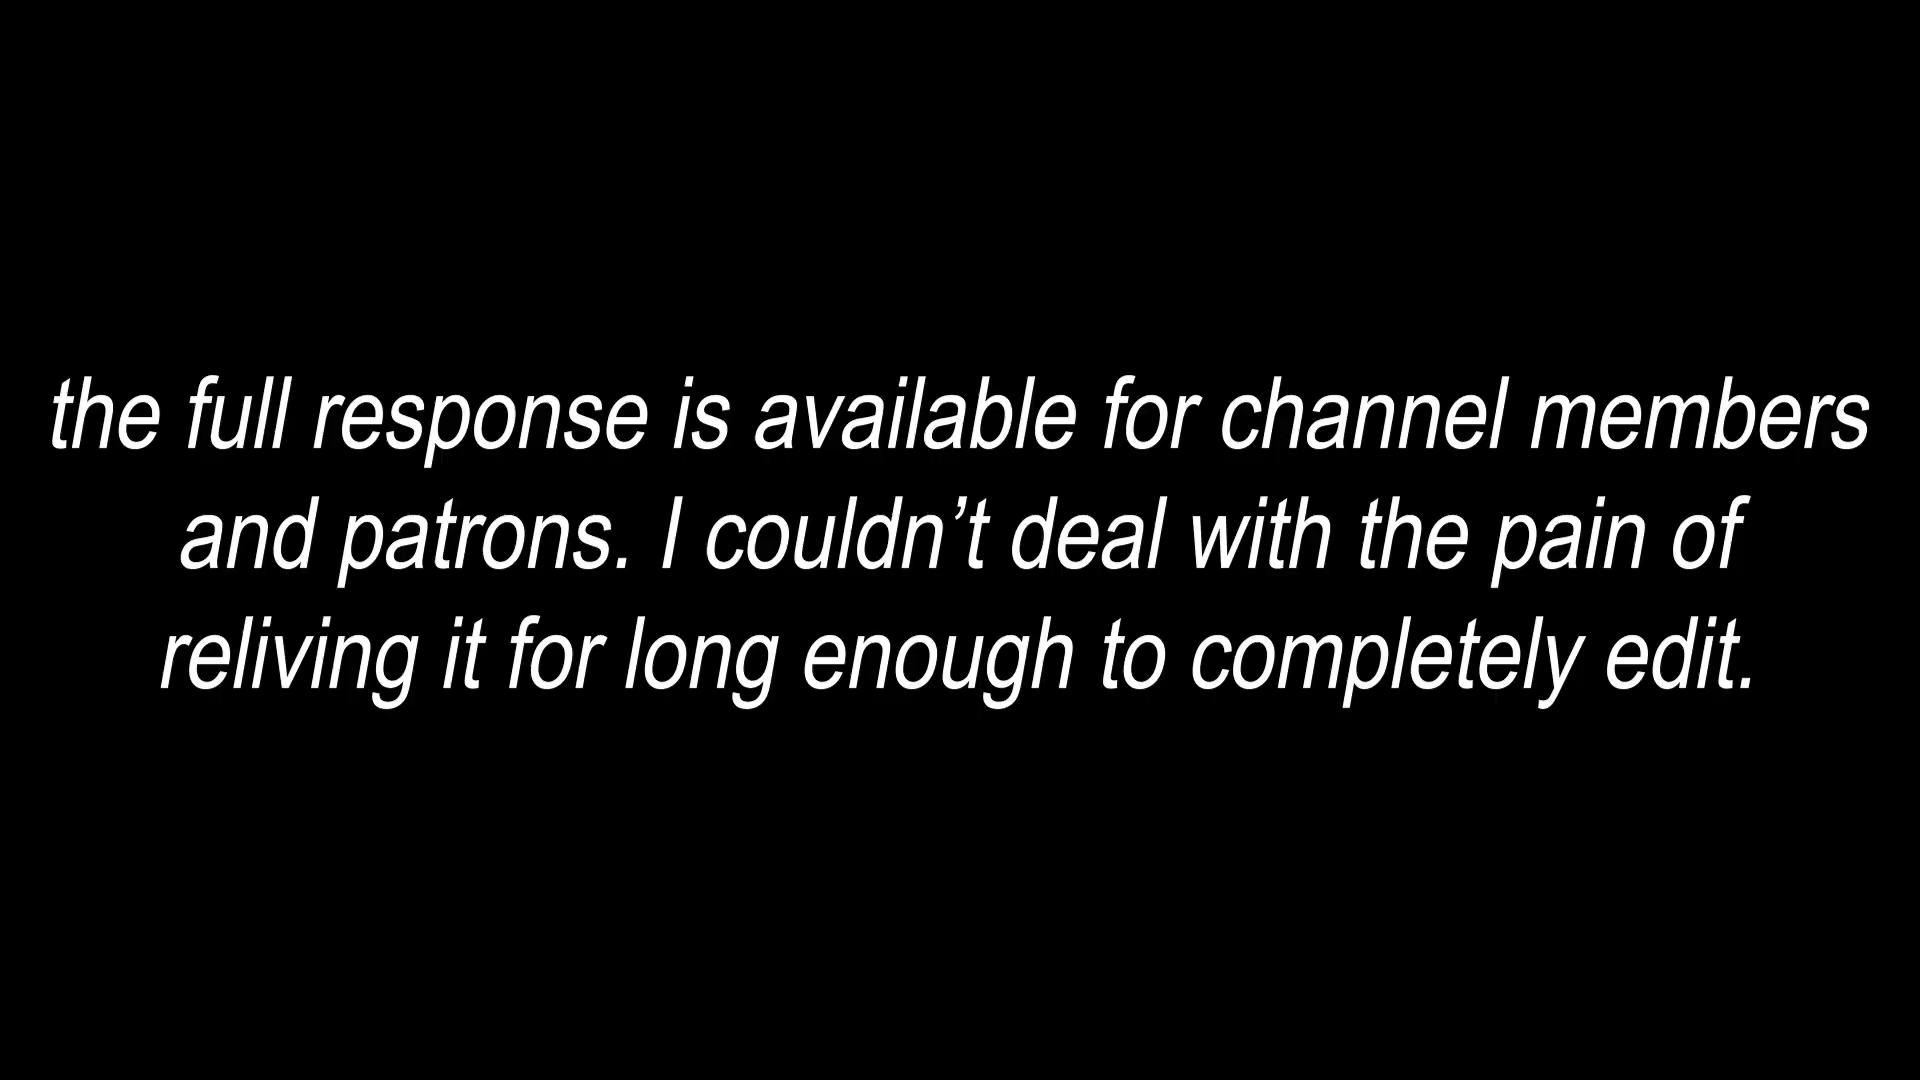 the full response is available for channel members
and patrons. I couldn’t deal with the pain of
reliving it for long enough to completely edit.